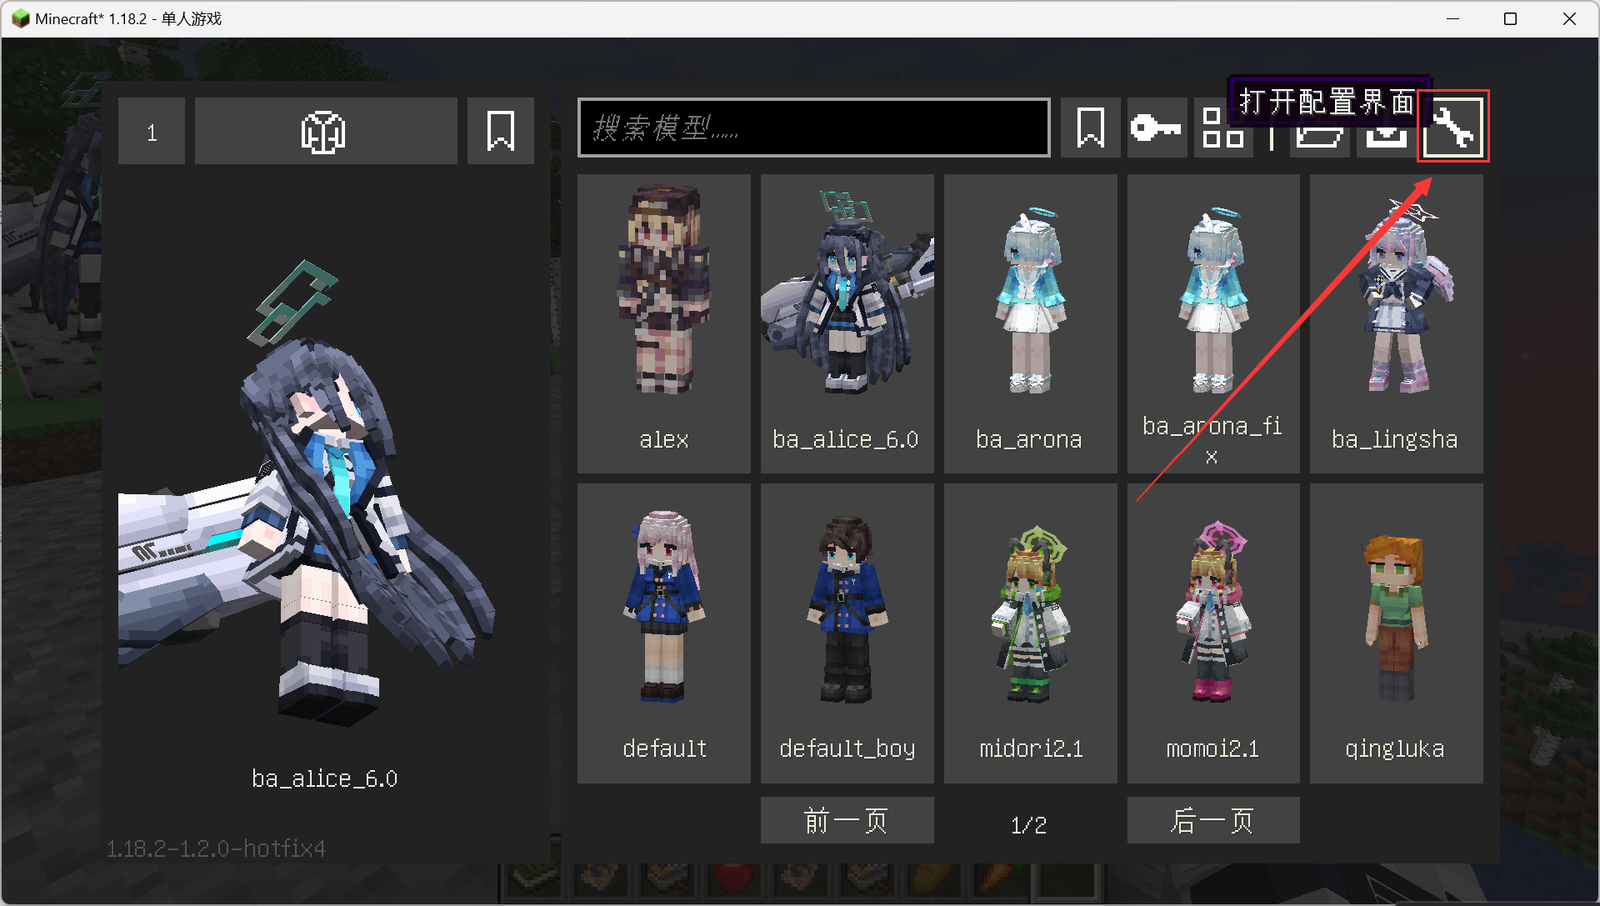 Minecraft* 1.18.2 - 单人游戏
打开配置界面
1
搜索模型……
alex
ba_alice_6.0
ba_arona
ba_arona_fi
x
ba_lingsha
default
default_boy
midori2.1
momoi2.1
qingluka
ba_alice_6.0
前一页
1/2
后一页
1.18.2-1.2.0-hotfix4